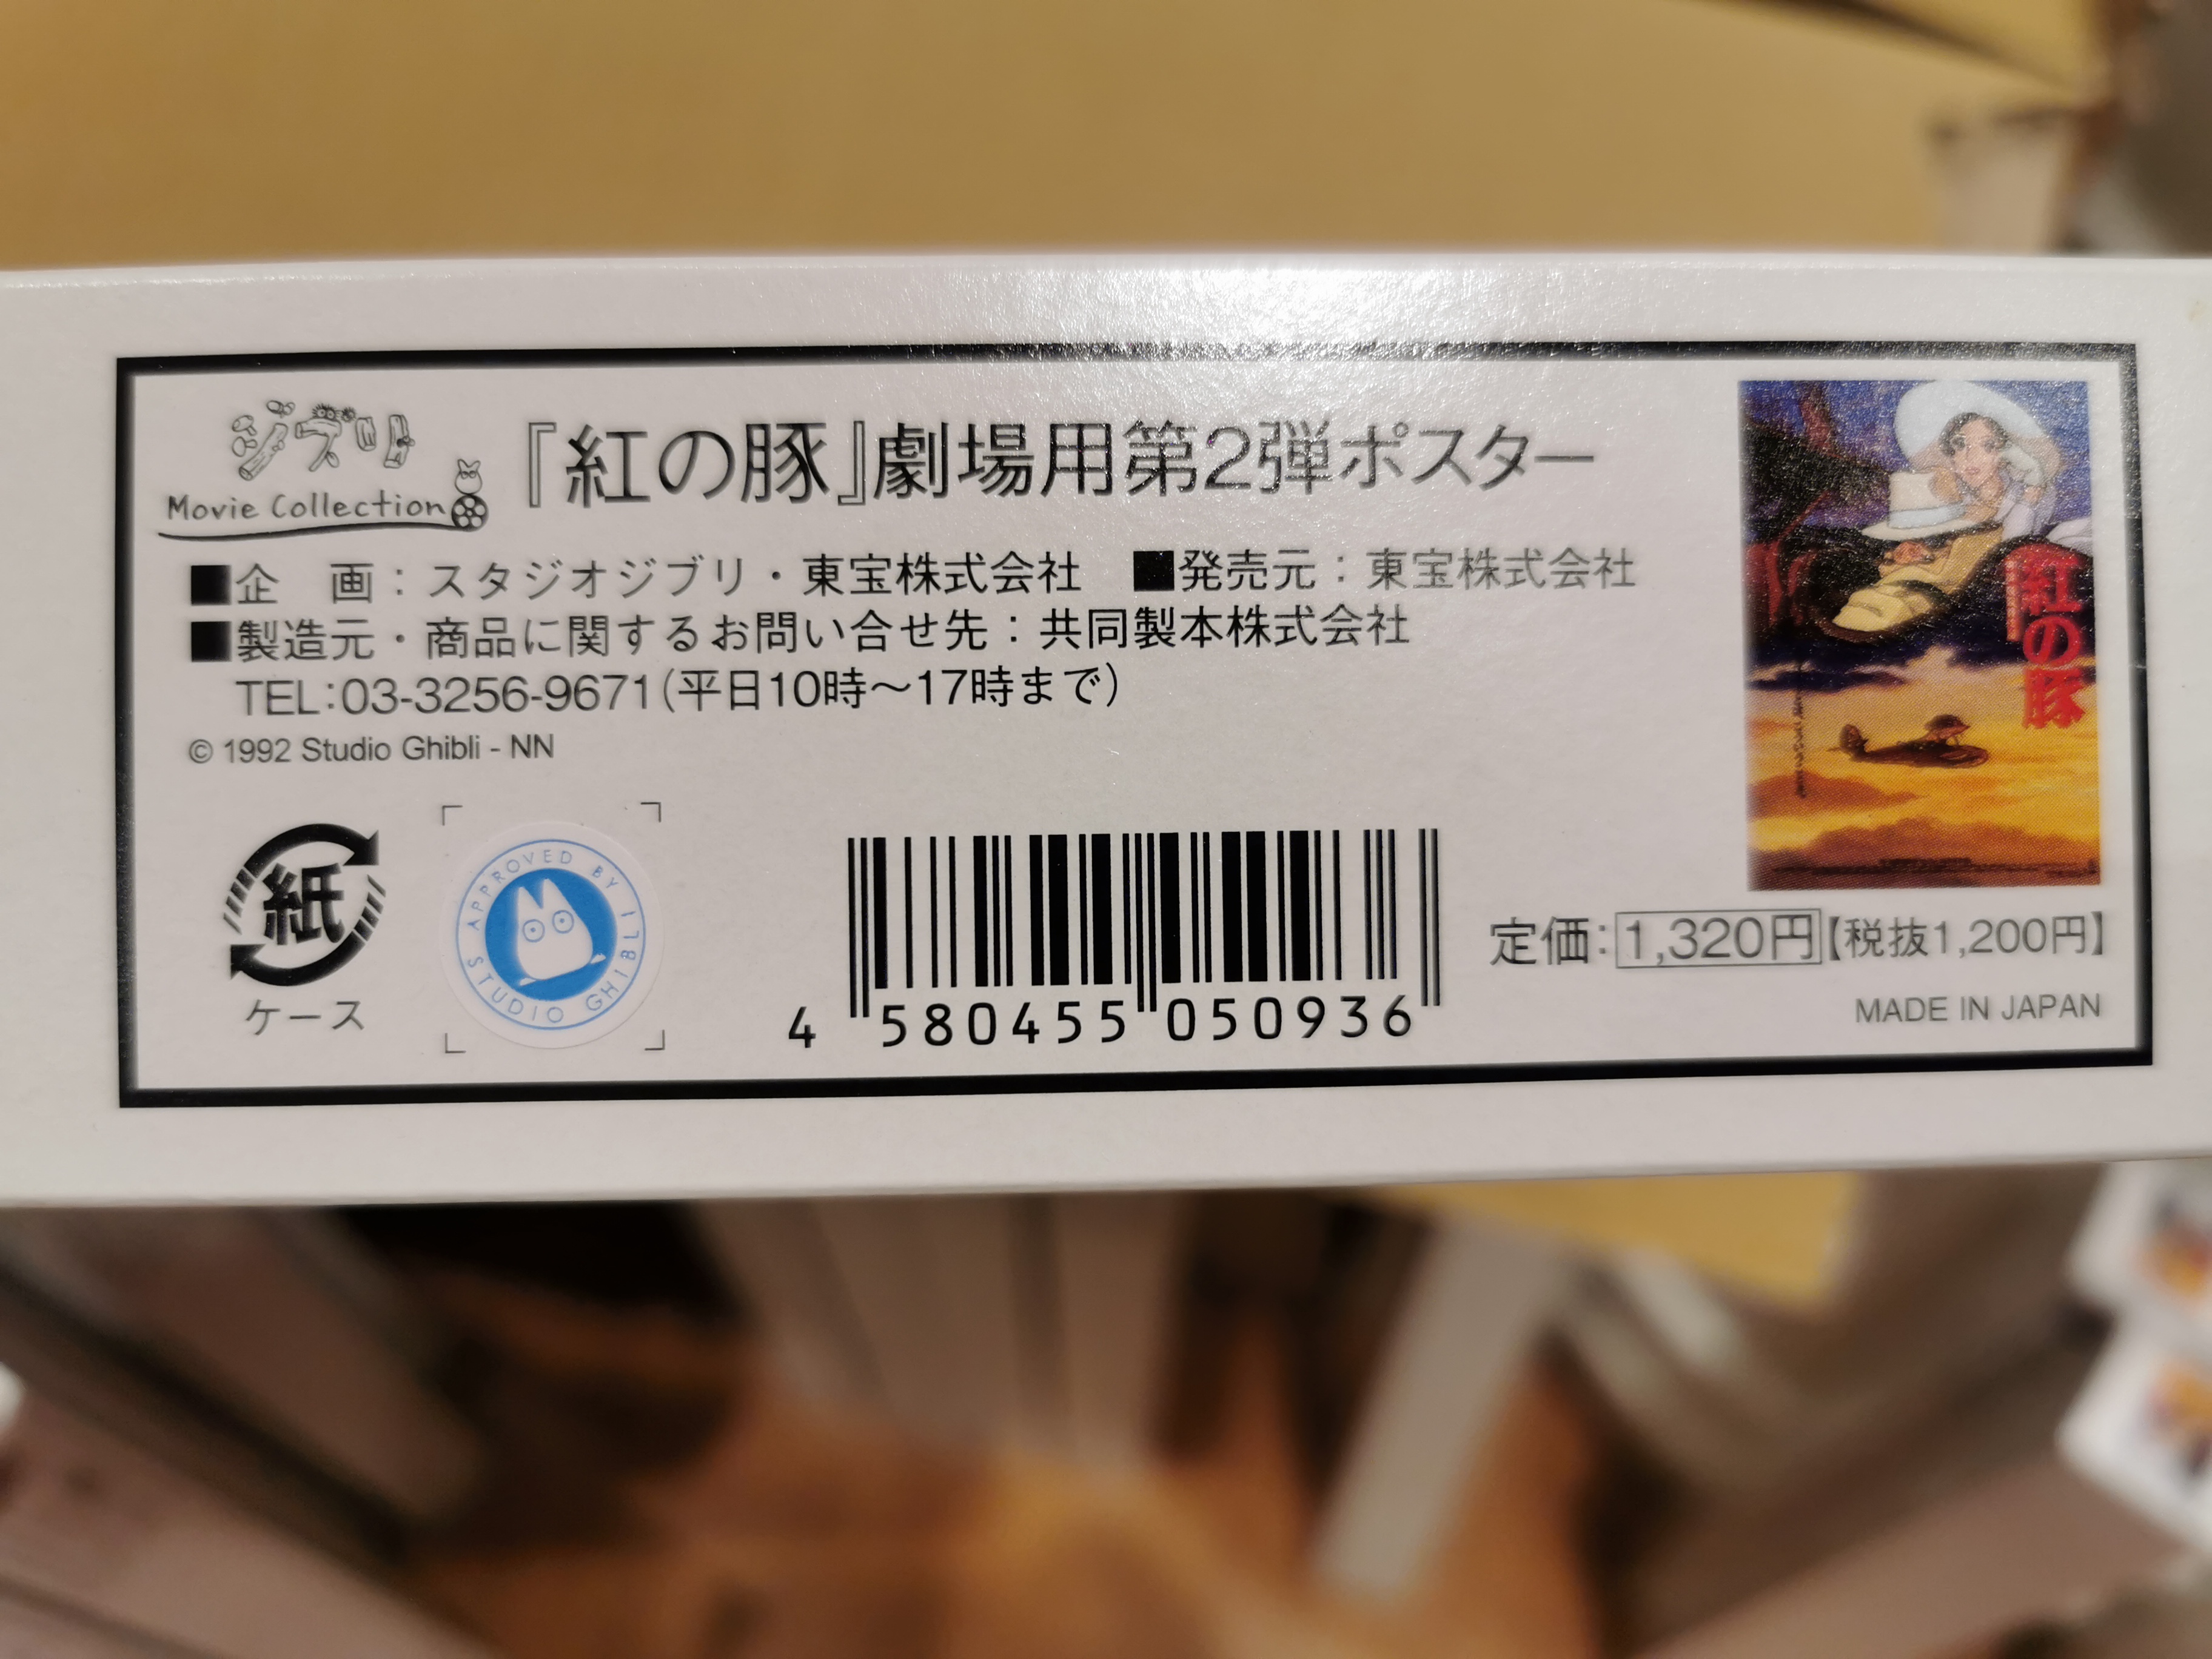 ジブリ
Movie Collection
『紅の豚』劇場用第2弾ポスター
■企　画：スタジオジブリ・東宝株式会社　■発売元：東宝株式会社
■製造元・商品に関するお問い合せ先：共同製本株式会社
TEL:03-3256-9671(平日10時〜17時まで)
© 1992 Studio Ghibli - NN
紙
ケース
APPROVED BY STUDIO GHIBLI
4 580455 050936
紅の豚
定価:1,320円【税抜1,200円】
MADE IN JAPAN